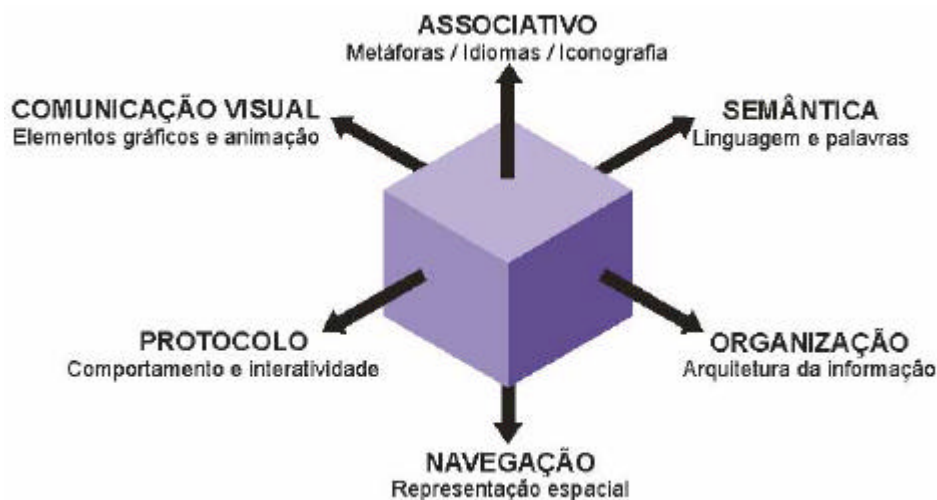 ASSOCIATIVO
Metáforas / Idiomas / Iconografia
COMUNICAÇÃO VISUAL
Elementos gráficos e animação
SEMÂNTICA
Linguagem e palavras
PROTOCOLO
Comportamento e interatividade
ORGANIZAÇÃO
Arquitetura da informação
NAVEGAÇÃO
Representação espacial